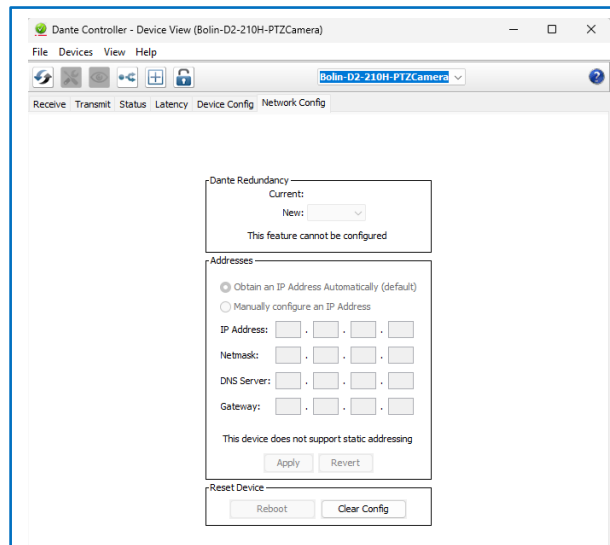 Dante Controller - Device View (Bolin-D2-210H-PTZCamera)
File Devices View Help
Bolin-D2-210H-PTZCamera
Receive Transmit Status Latency Device Config Network Config
Dante Redundancy
Current:
New:
This feature cannot be configured
Addresses
Obtain an IP Address Automatically (default)
Manually configure an IP Address
IP Address: . . .
Netmask: . . .
DNS Server: . . .
Gateway: . . .
This device does not support static addressing
Apply Revert
Reset Device
Reboot Clear Config